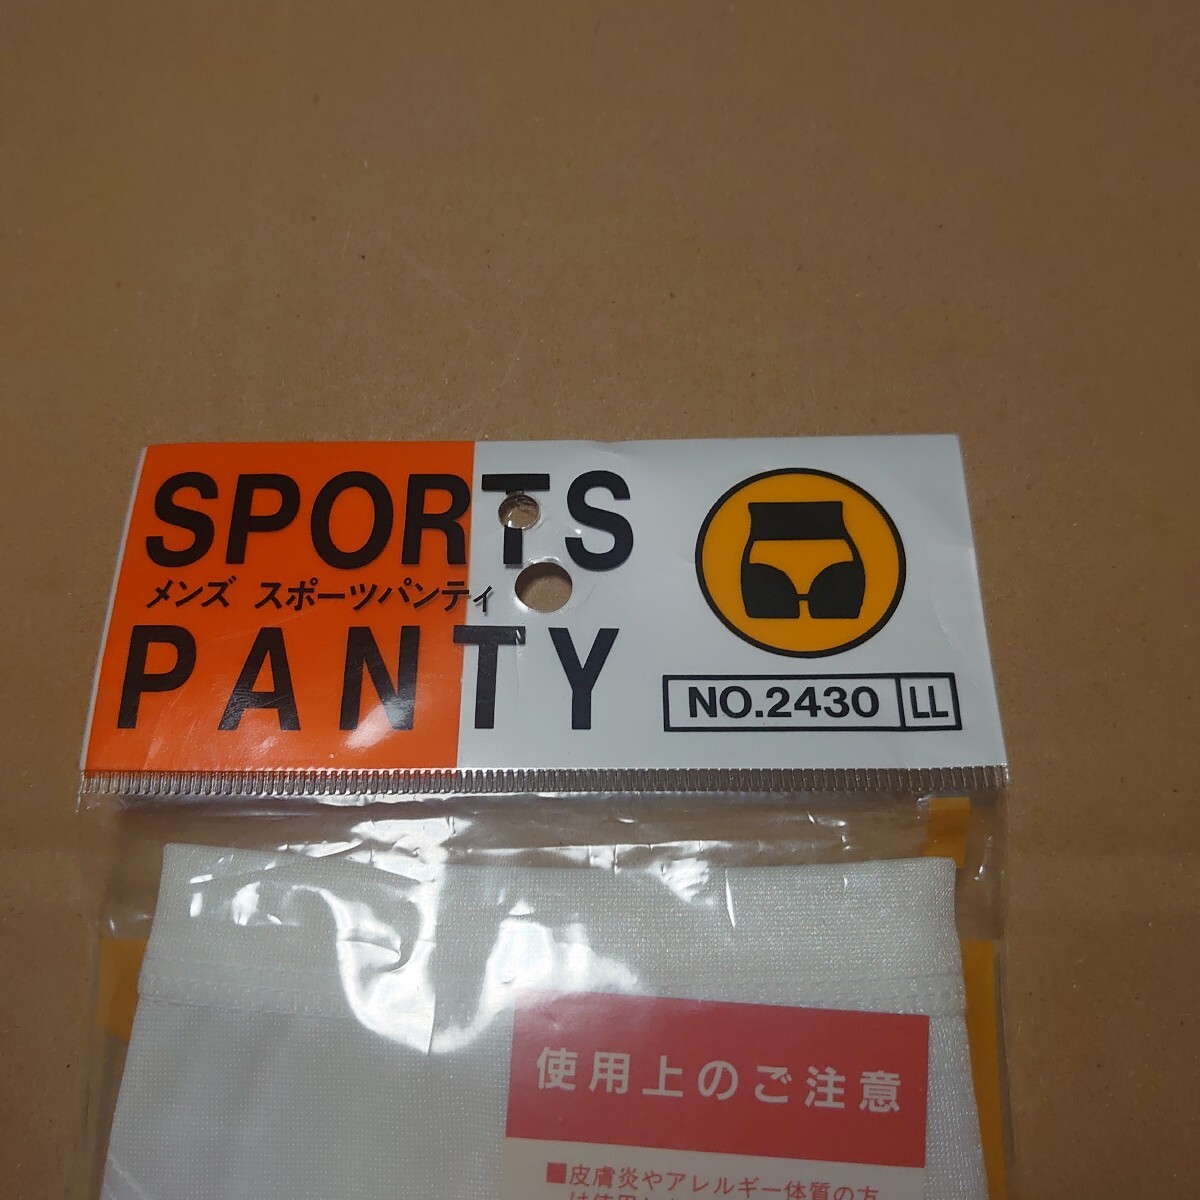 SPORTS
メンズ スポーツパンティ
PANTY
NO.2430 LL
使用上のご注意
■皮膚炎やアレルギー体質の方